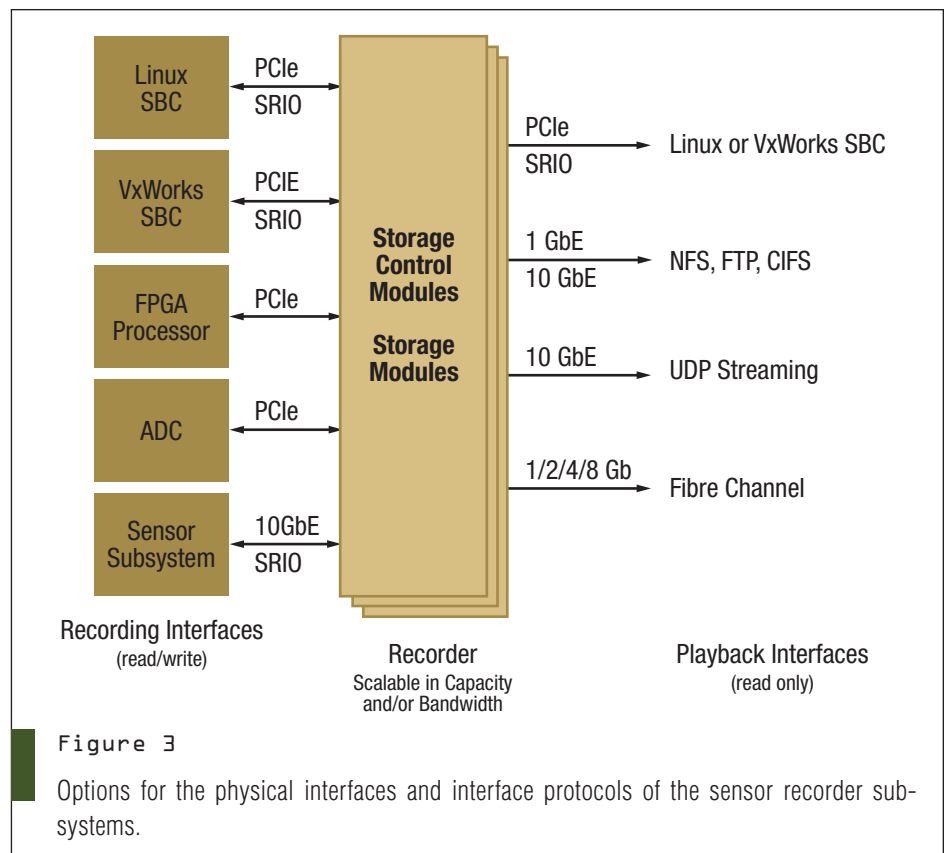 Linux
SBC
PCIe
SRIO
VxWorks
SBC
PCIE
SRIO
FPGA
Processor
PCIe
ADC
PCIe
Sensor
Subsystem
10GbE
SRIO
Recording Interfaces
(read/write)
Storage
Control
Modules
Storage
Modules
Recorder
Scalable in Capacity
and/or Bandwidth
PCIe
SRIO
Linux or VxWorks SBC
1 GbE
10 GbE
NFS, FTP, CIFS
10 GbE
UDP Streaming
1/2/4/8 Gb
Fibre Channel
Playback Interfaces
(read only)
Figure 3
Options for the physical interfaces and interface protocols of the sensor recorder sub-
systems.